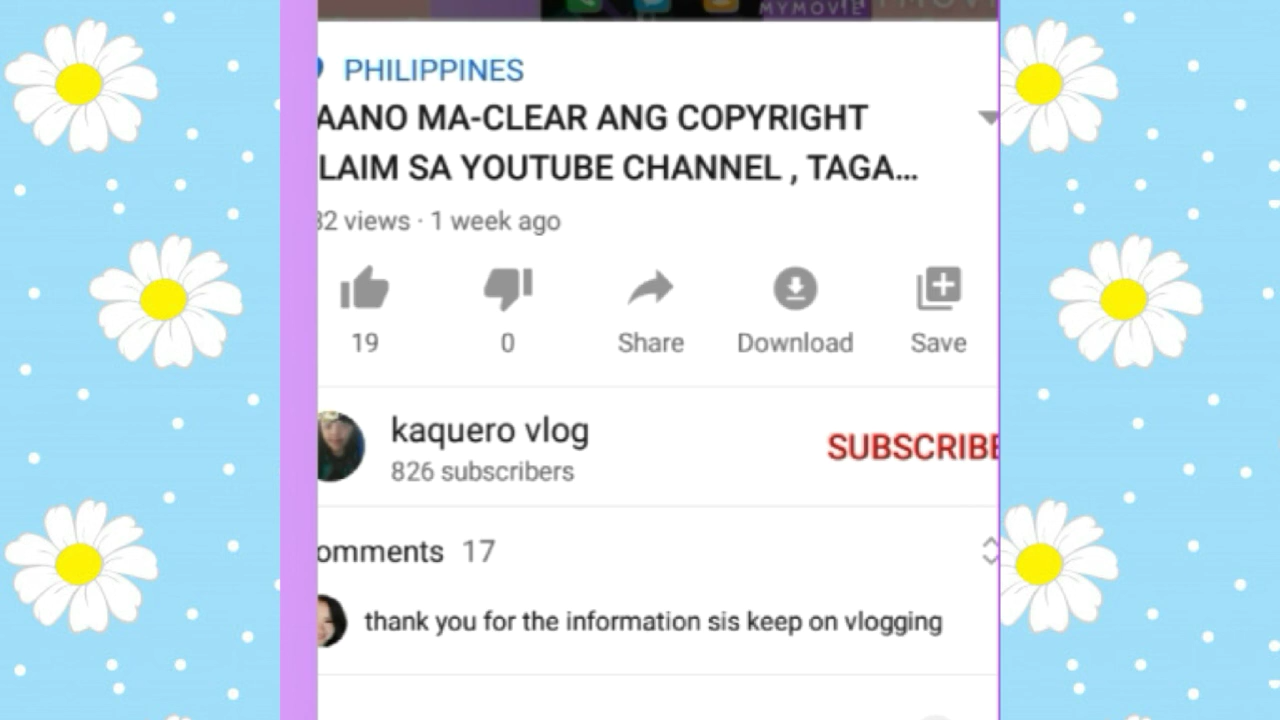 MYMOVIE
PHILIPPINES
AANO MA-CLEAR ANG COPYRIGHT
LAIM SA YOUTUBE CHANNEL , TAGA...
32 views · 1 week ago
19 0 Share Download Save
kaquero vlog
SUBSCRIBE
826 subscribers
omments 17
thank you for the information sis keep on vlogging